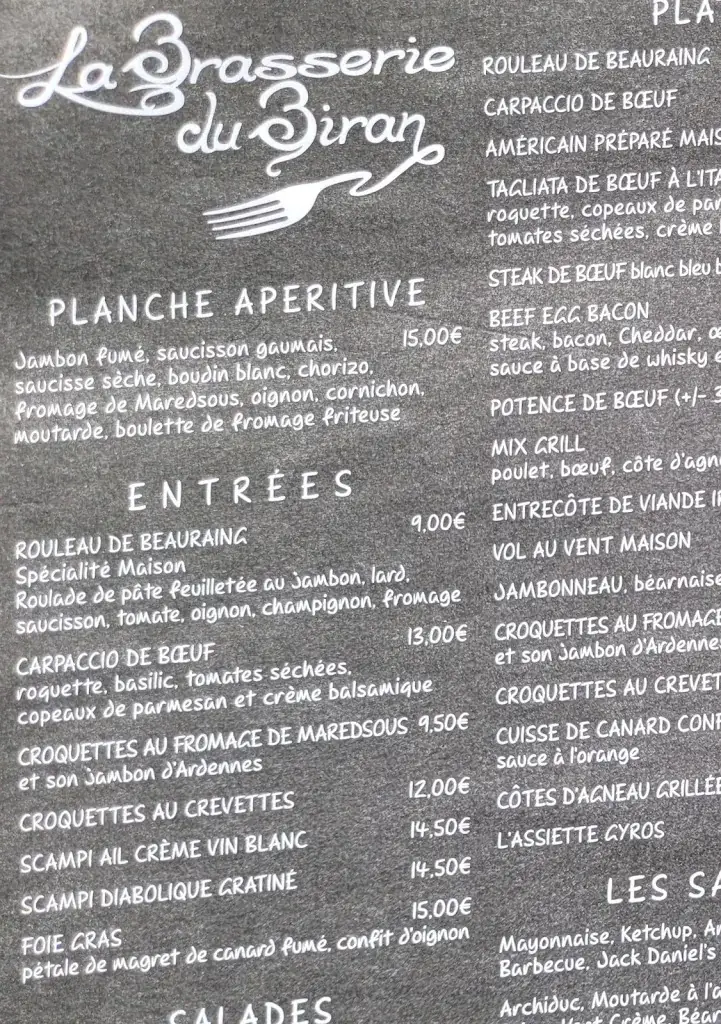 La Brasserie
du Biran
PLANCHE APERITIVE
Jambon fumé, saucisson gaumais, 15,00€
saucisse sèche, boudin blanc, chorizo,
fromage de Maredsous, oignon, cornichon,
moutarde, boulette de fromage friteuse
ENTRÉES
ROULEAU DE BEAURAING 9,00€
Spécialité Maison
Roulade de pâte feuilletée au jambon, lard,
saucisson, tomate, oignon, champignon, fromage
CARPACCIO DE BŒUF 13,00€
roquette, basilic, tomates séchées,
copeaux de parmesan et crème balsamique
CROQUETTES AU FROMAGE DE MAREDSOUS 9,50€
et son jambon d'Ardennes
CROQUETTES AU CREVETTES 12,00€
SCAMPI AIL CRÈME VIN BLANC 14,50€
SCAMPI DIABOLIQUE GRATINÉ 14,50€
FOIE GRAS 15,00€
pétale de magret de canard fumé, confit d'oignon
SALADES
PLA
ROULEAU DE BEAURAING
CARPACCIO DE BŒUF
AMÉRICAIN PRÉPARÉ MAIS
TAGLIATA DE BŒUF À L'ITA
roquette, copeaux de par
tomates séchées, crème
STEAK DE BŒUF blanc bleu b
BEEF EGG BACON
steak, bacon, Cheddar, œ
sauce à base de whisky e
POTENCE DE BŒUF (+/- 3
MIX GRILL
poulet, bœuf, côte d'agn
ENTRECÔTE DE VIANDE
VOL AU VENT MAISON
JAMBONNEAU, béarnaise
CROQUETTES AU FROMAGE
et son jambon d'Ardenne
CROQUETTES AU CREVET
CUISSE DE CANARD CONF
sauce à l'orange
CÔTES D'AGNEAU GRILLÉE
L'ASSIETTE GYROS
LES SA
Mayonnaise, Ketchup, An
Barbecue, Jack Daniel's
Archiduc, Moutarde à l'a
Vert Crème, Béar